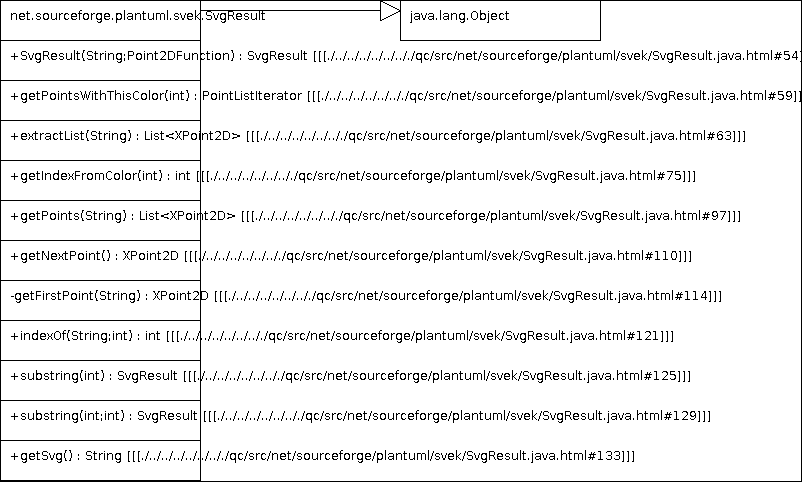 net.sourceforge.plantuml.svek.SvgResult
java.lang.Object
+SvgResult(String;Point2DFunction) : SvgResult [[[./../../../../../../../qc/src/net/sourceforge/plantuml/svek/SvgResult.java.html#54]
+getPointsWithThisColor(int) : PointListIterator [[[./../../../../../../../qc/src/net/sourceforge/plantuml/svek/SvgResult.java.html#59]]]
+extractList(String) : List<XPoint2D> [[[./../../../../../../../qc/src/net/sourceforge/plantuml/svek/SvgResult.java.html#63]]]
+getIndexFromColor(int) : int [[[./../../../../../../../qc/src/net/sourceforge/plantuml/svek/SvgResult.java.html#75]]]
+getPoints(String) : List<XPoint2D> [[[./../../../../../../../qc/src/net/sourceforge/plantuml/svek/SvgResult.java.html#97]]]
+getNextPoint() : XPoint2D [[[./../../../../../../../qc/src/net/sourceforge/plantuml/svek/SvgResult.java.html#110]]]
-getFirstPoint(String) : XPoint2D [[[./../../../../../../../qc/src/net/sourceforge/plantuml/svek/SvgResult.java.html#114]]]
+indexOf(String;int) : int [[[./../../../../../../../qc/src/net/sourceforge/plantuml/svek/SvgResult.java.html#121]]]
+substring(int) : SvgResult [[[./../../../../../../../qc/src/net/sourceforge/plantuml/svek/SvgResult.java.html#125]]]
+substring(int;int) : SvgResult [[[./../../../../../../../qc/src/net/sourceforge/plantuml/svek/SvgResult.java.html#129]]]
+getSvg() : String [[[./../../../../../../../qc/src/net/sourceforge/plantuml/svek/SvgResult.java.html#133]]]